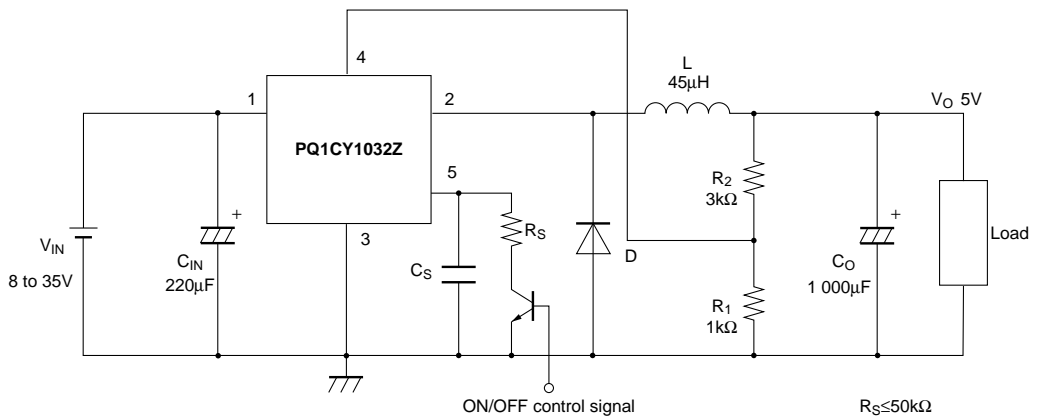 4
L
45μH
1
2
VO 5V
PQ1CY1032Z
5
R2
3kΩ
RS
3
D
Load
VIN
8 to 35V
CIN
220μF
+
CS
CO
1 000μF
+
R1
1kΩ
ON/OFF control signal
RS≤50kΩ